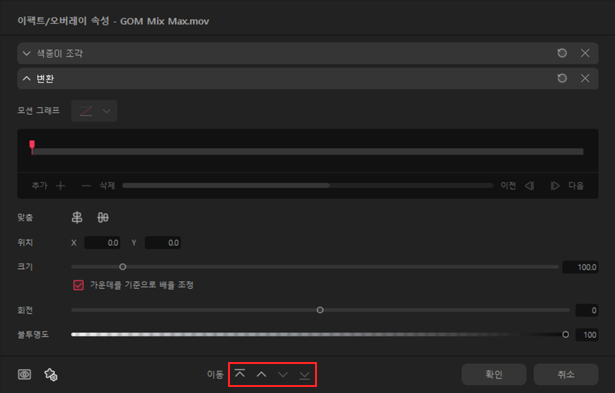 이팩트/오버레이 속성 - GOM Mix Max.mov
색종이 조각
변환
모션 그래프
추가 삭제 이전 다음
맞춤
위치 X 0.0 Y 0.0
크기 100.0
가운데를 기준으로 배율 조정
회전 0
불투명도 100
이동 확인 취소